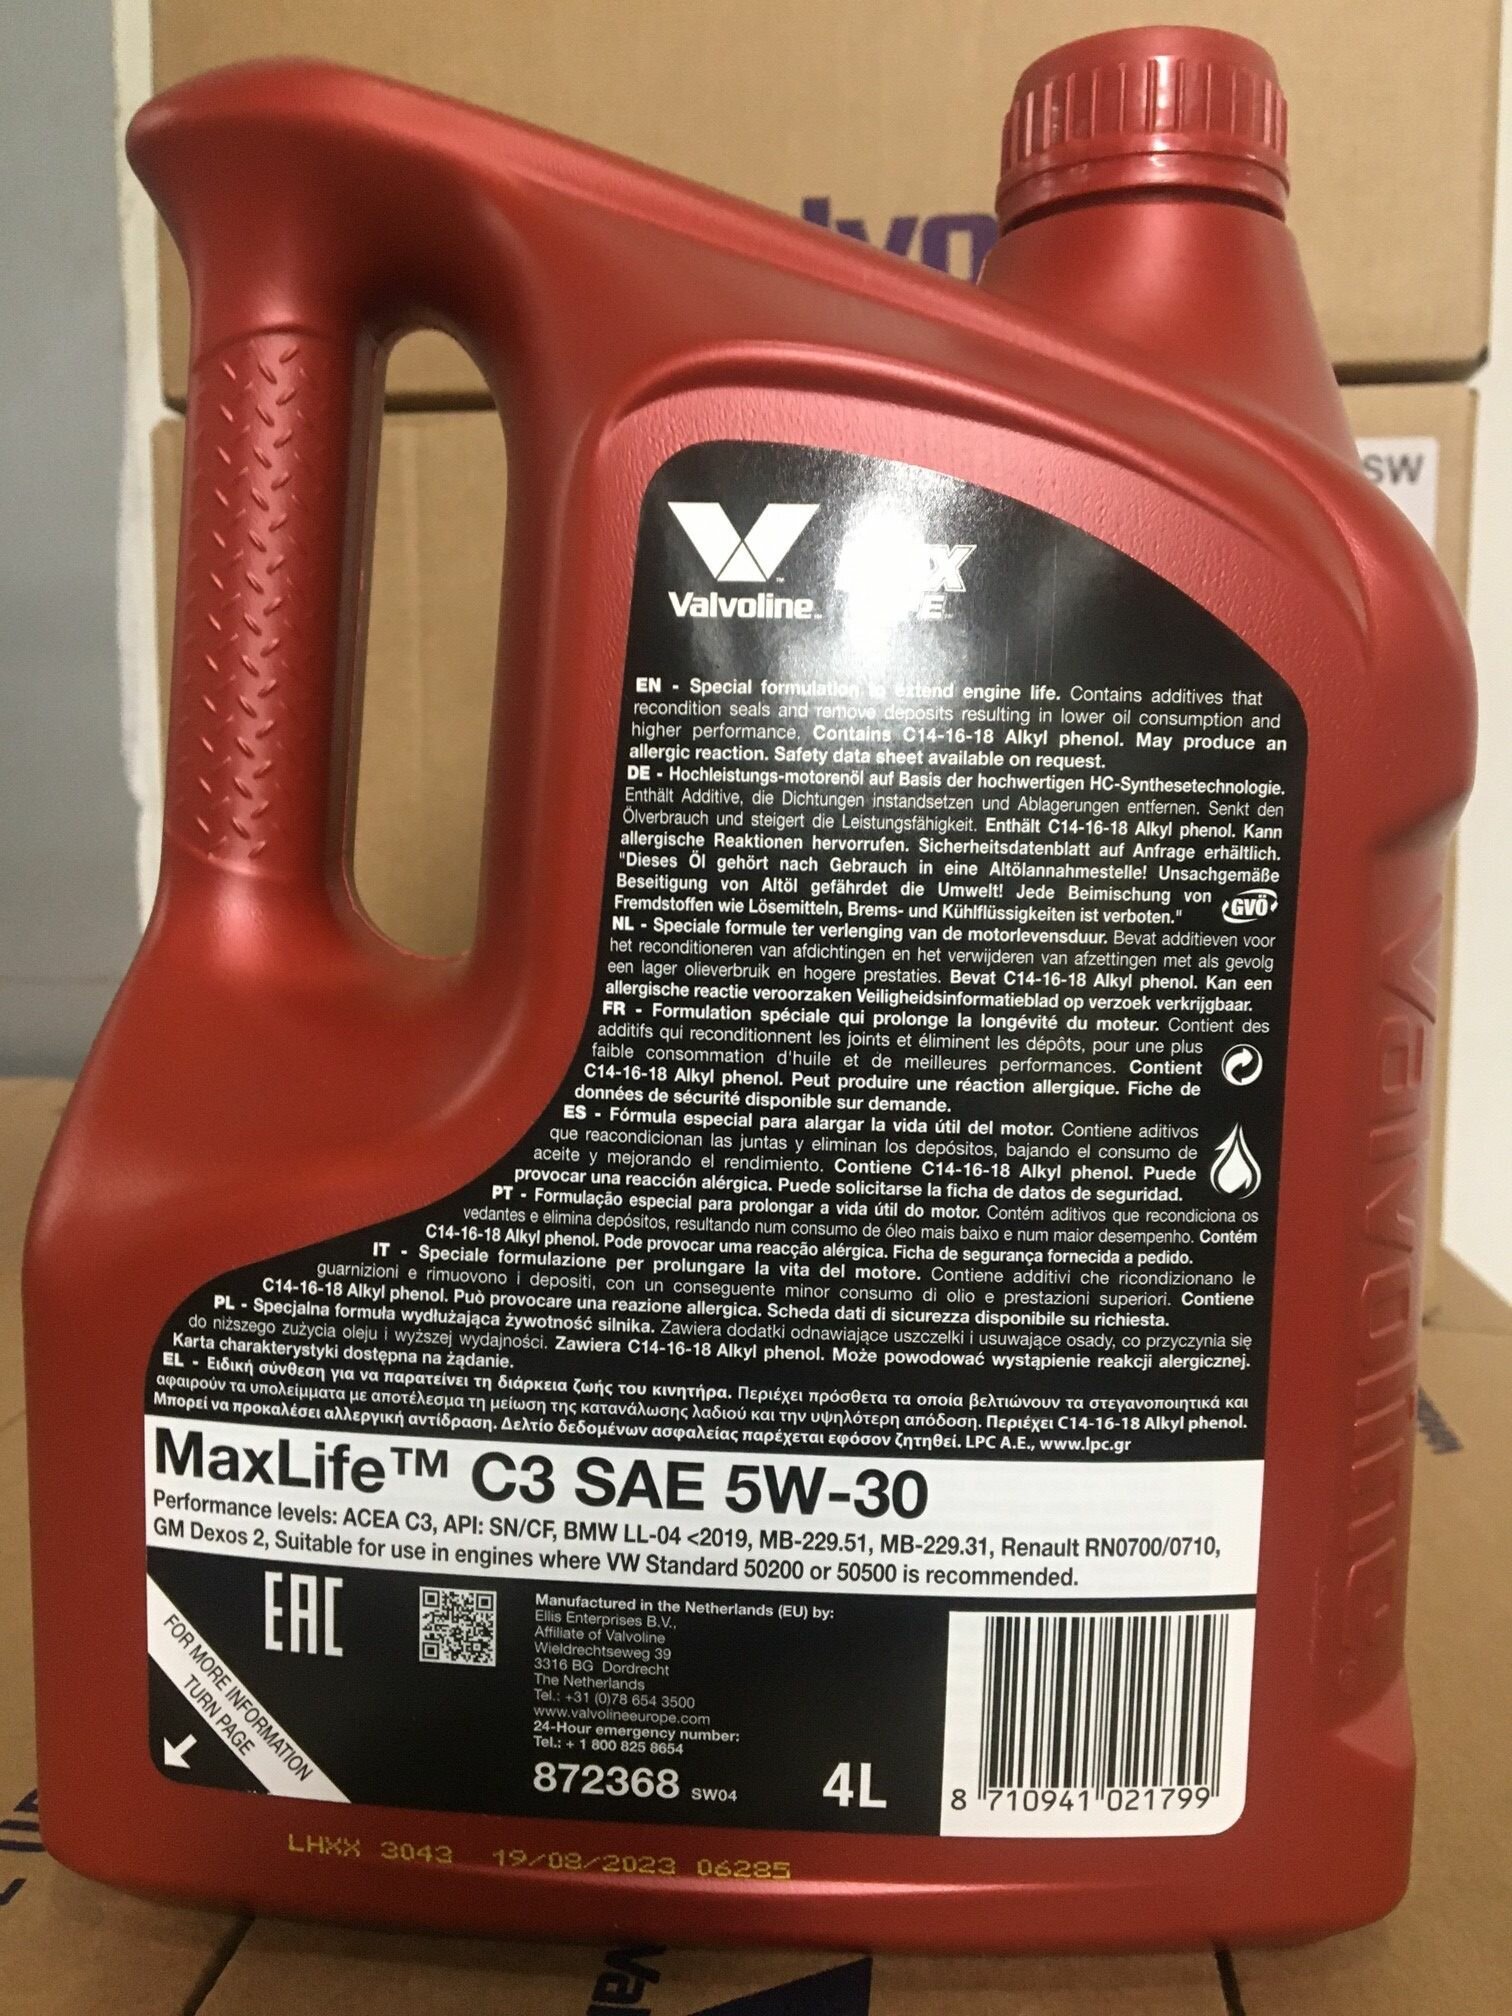 lvo
SW
Valvoline™
EN - Special formulation to extend engine life. Contains additives that
recondition seals and remove deposits resulting in lower oil consumption and
higher performance. Contains C14-16-18 Alkyl phenol. May produce an
allergic reaction. Safety data sheet available on request.
DE - Hochleistungs-motorenöl auf Basis der hochwertigen HC-Synthesetechnologie.
Enthält Additive, die Dichtungen instandsetzen und Ablagerungen entfernen. Senkt den
Ölverbrauch und steigert die Leistungsfähigkeit. Enthält C14-16-18 Alkyl phenol. Kann
allergische Reaktionen hervorrufen. Sicherheitsdatenblatt auf Anfrage erhältlich.
"Dieses Öl gehört nach Gebrauch in eine Altölannahmestelle! Unsachgemäße
Beseitigung von Altöl gefährdet die Umwelt! Jede Beimischung von
Fremdstoffen wie Lösemitteln, Brems- und Kühlflüssigkeiten ist verboten."
GVÖ
NL - Speciale formule ter verlenging van de motorlevensduur. Bevat additieven voor
het reconditioneren van afdichtingen en het verwijderen van afzettingen met als gevolg
een lager olieverbruik en hogere prestaties. Bevat C14-16-18 Alkyl phenol. Kan een
allergische reactie veroorzaken Veiligheidsinformatieblad op verzoek verkrijgbaar.
FR - Formulation spéciale qui prolonge la longévité du moteur. Contient des
additifs qui reconditionnent les joints et éliminent les dépôts, pour une plus
faible consommation d'huile et de meilleures performances. Contient
C14-16-18 Alkyl phenol. Peut produire une réaction allergique. Fiche de
données de sécurité disponible sur demande.
ES - Fórmula especial para alargar la vida útil del motor. Contiene aditivos
que reacondicionan las juntas y eliminan los depósitos, bajando el consumo de
aceite y mejorando el rendimiento. Contiene C14-16-18 Alkyl phenol. Puede
provocar una reacción alérgica. Puede solicitarse la ficha de datos de seguridad.
PT - Formulação especial para prolongar a vida útil do motor. Contém aditivos que recondiciona os
vedantes e elimina depósitos, resultando num consumo de óleo mais baixo e num maior desempenho. Contém
C14-16-18 Alkyl phenol. Pode provocar uma reacção alérgica. Ficha de segurança fornecida a pedido.
IT - Speciale formulazione per prolungare la vita del motore. Contiene additivi che ricondizionano le
guarnizioni e rimuovono i depositi, con un conseguente minor consumo di olio e prestazioni superiori. Contiene
C14-16-18 Alkyl phenol. Può provocare una reazione allergica. Scheda dati di sicurezza disponibile su richiesta.
PL - Specjalna formuła wydłużająca żywotność silnika. Zawiera dodatki odnawiające uszczelki i usuwające osady, co przyczynia się
do niższego zużycia oleju i wyższej wydajności. Zawiera C14-16-18 Alkyl phenol. Może powodować wystąpienie reakcji alergicznej.
Karta charakterystyki dostępna na żądanie.
EL - Ειδική σύνθεση για να παρατείνει τη διάρκεια ζωής του κινητήρα. Περιέχει πρόσθετα τα οποία βελτιώνουν τα στεγανοποιητικά και
αφαιρούν τα υπολείμματα με αποτέλεσμα τη μείωση της κατανάλωσης λαδιού και την υψηλότερη απόδοση. Περιέχει C14-16-18 Alkyl phenol.
Μπορεί να προκαλέσει αλλεργική αντίδραση. Δελτίο δεδομένων ασφαλείας παρέχεται εφόσον ζητηθεί. LPC A.E., www.lpc.gr
MaxLife™ C3 SAE 5W-30
Performance levels: ACEA C3, API: SN/CF, BMW LL-04 <2019, MB-229.51, MB-229.31, Renault RN0700/0710,
GM Dexos 2, Suitable for use in engines where VW Standard 50200 or 50500 is recommended.
EAC
FOR MORE INFORMATION
TURN PAGE
Manufactured in the Netherlands (EU) by:
Ellis Enterprises B.V.,
Affiliate of Valvoline
Wieldrechtseweg 39
3316 BG Dordrecht
The Netherlands
Tel.: +31 (0)78 654 3500
www.valvolineeurope.com
24-Hour emergency number:
Tel.: + 1 800 825 8654
872368 SW04
4L
8 710941 021799
LHXX 3043 19/08/2023 06285
Valvoline
Val